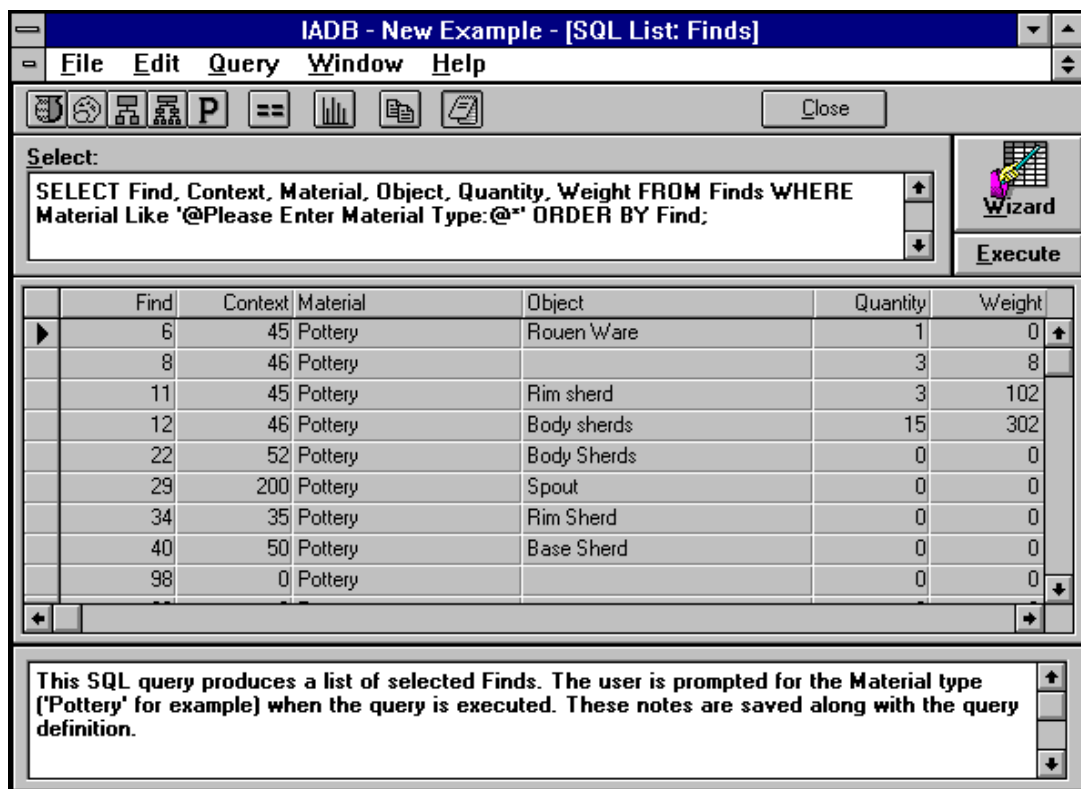 IADB - New Example - [SQL List: Finds]
File Edit Query Window Help
P == Close
Select:
SELECT Find, Context, Material, Object, Quantity, Weight FROM Finds WHERE
Material Like '@Please Enter Material Type:@*' ORDER BY Find;
Wizard
Execute
Find Context Material Object Quantity Weight
6 45 Pottery Rouen Ware 1 0
8 46 Pottery 3 8
11 45 Pottery Rim sherd 3 102
12 46 Pottery Body sherds 15 302
22 52 Pottery Body Sherds 0 0
29 200 Pottery Spout 0 0
34 35 Pottery Rim Sherd 0 0
40 50 Pottery Base Sherd 0 0
98 0 Pottery 0 0
This SQL query produces a list of selected Finds. The user is prompted for the Material type
('Pottery' for example) when the query is executed. These notes are saved along with the query
definition.